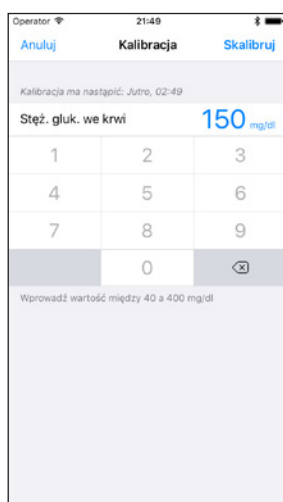 Operator 21:49
Anuluj Kalibracja Skalibruj
Kalibracja ma nastąpić: Jutro, 02:49
Stęż. gluk. we krwi 150 mg/dl
1 2 3
4 5 6
7 8 9
0
Wprowadź wartość między 40 a 400 mg/dl